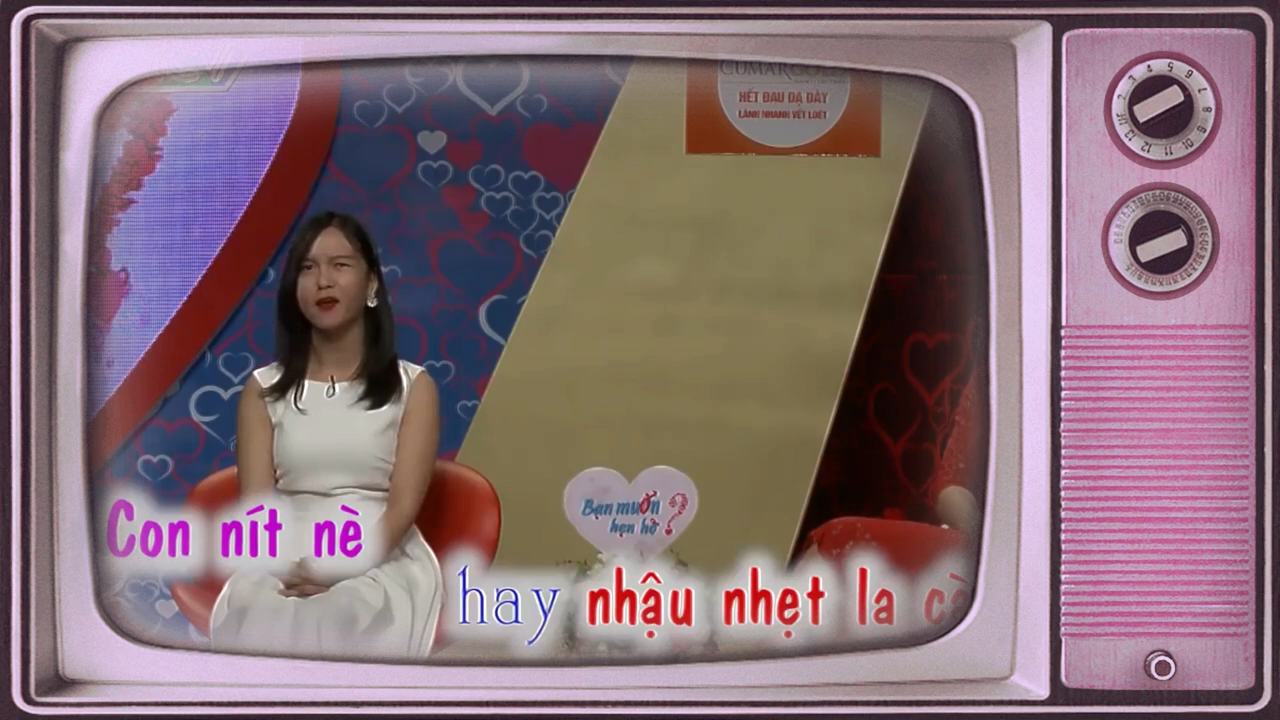 CUMARGOLD
HẾT ĐAU DẠ DÀY
LÀNH NHANH VẾT LOÉT
Bạn muốn
hẹn hò ?
Con nít nè
hay nhậu nhẹt la cà